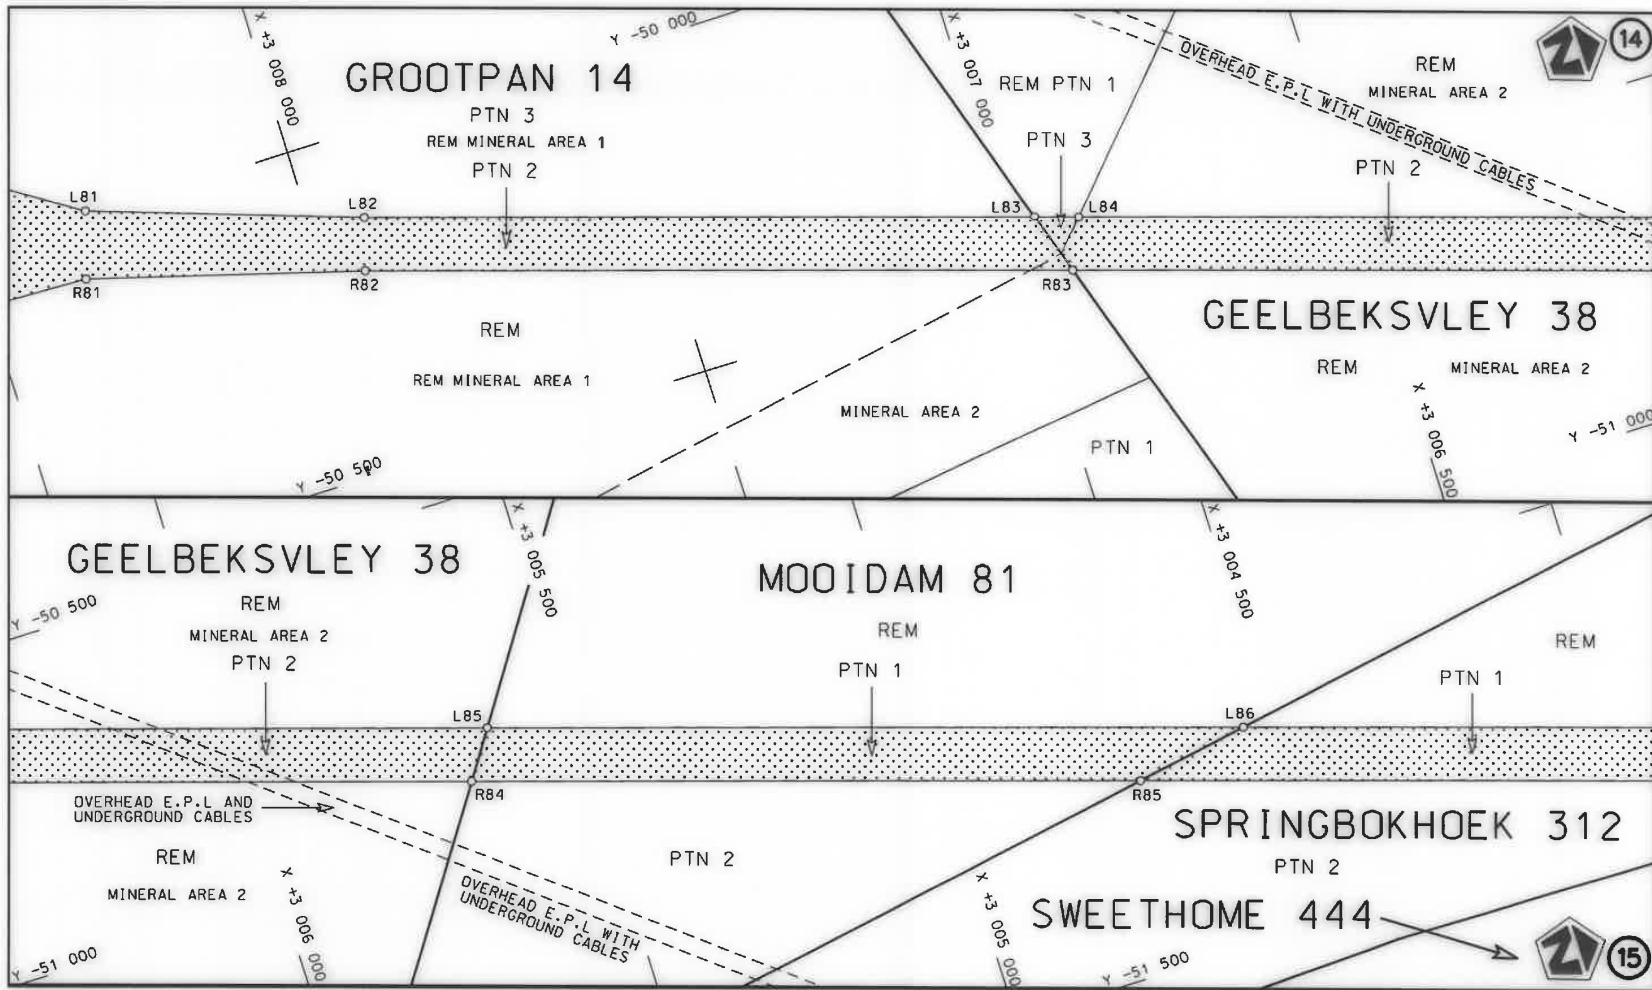 X +3 008 000
Y -50 000
X +3 007 000
GROOTPAN 14
PTN 3
REM MINERAL AREA 1
PTN 2
REM PTN 1
PTN 3
OVERHEAD E.P.L WITH UNDERGROUND CABLES
REM
MINERAL AREA 2
PTN 2
14
L81
L82
L83
L84
R81
R82
R83
REM
REM MINERAL AREA 1
MINERAL AREA 2
PTN 1
GEELBEKSVLEY 38
REM
MINERAL AREA 2
X +3 006 500
Y -51 000
Y -50 500
GEELBEKSVLEY 38
REM
MINERAL AREA 2
PTN 2
Y -50 500
X +3 005 500
MOOIDAM 81
REM
PTN 1
X +3 004 500
REM
PTN 1
L85
L86
R84
R85
OVERHEAD E.P.L AND
UNDERGROUND CABLES
REM
MINERAL AREA 2
X +3 006 000
Y -51 000
OVERHEAD E.P.L WITH
UNDERGROUND CABLES
PTN 2
X +3 005 000
SPRINGBOKHOEK 312
PTN 2
SWEETHOME 444
Y -51 500
15